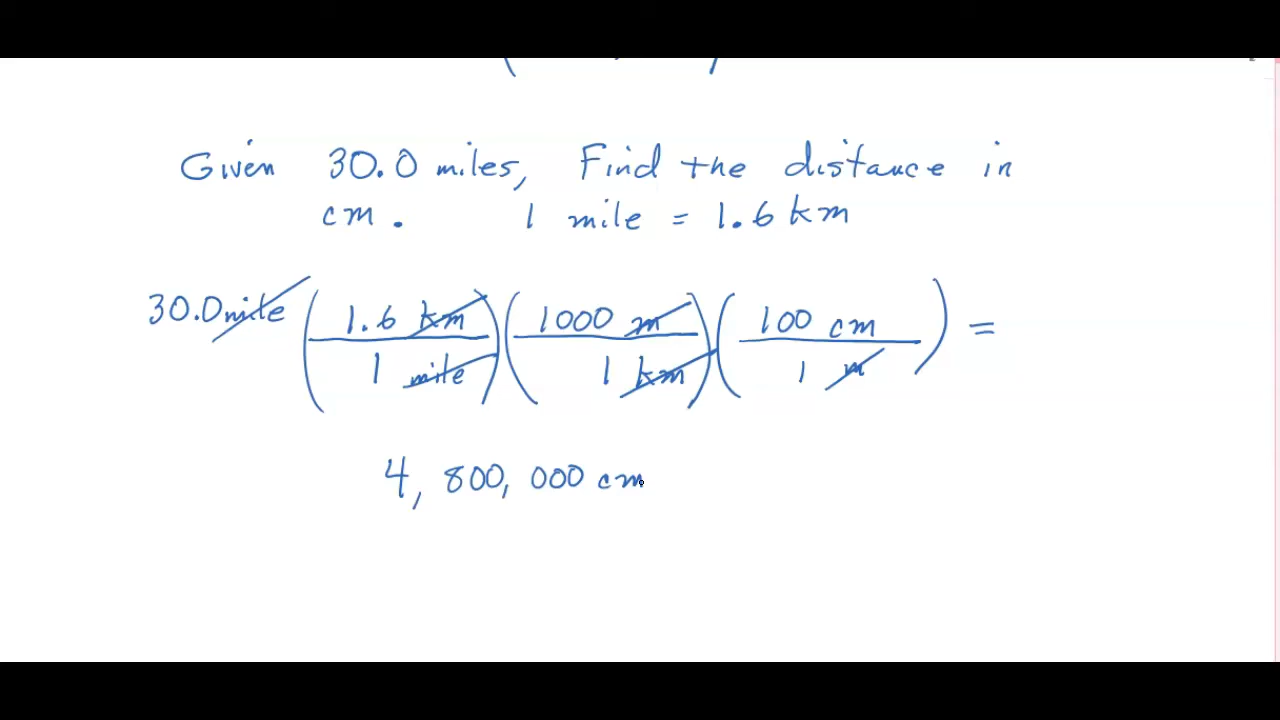 Given 30.0 miles, Find the distance in
cm. 1 mile = 1.6 km
30.0 mile (1.6 km / 1 mile)(1000 m / 1 km)(100 cm / 1 m) =
4,800,000 cm